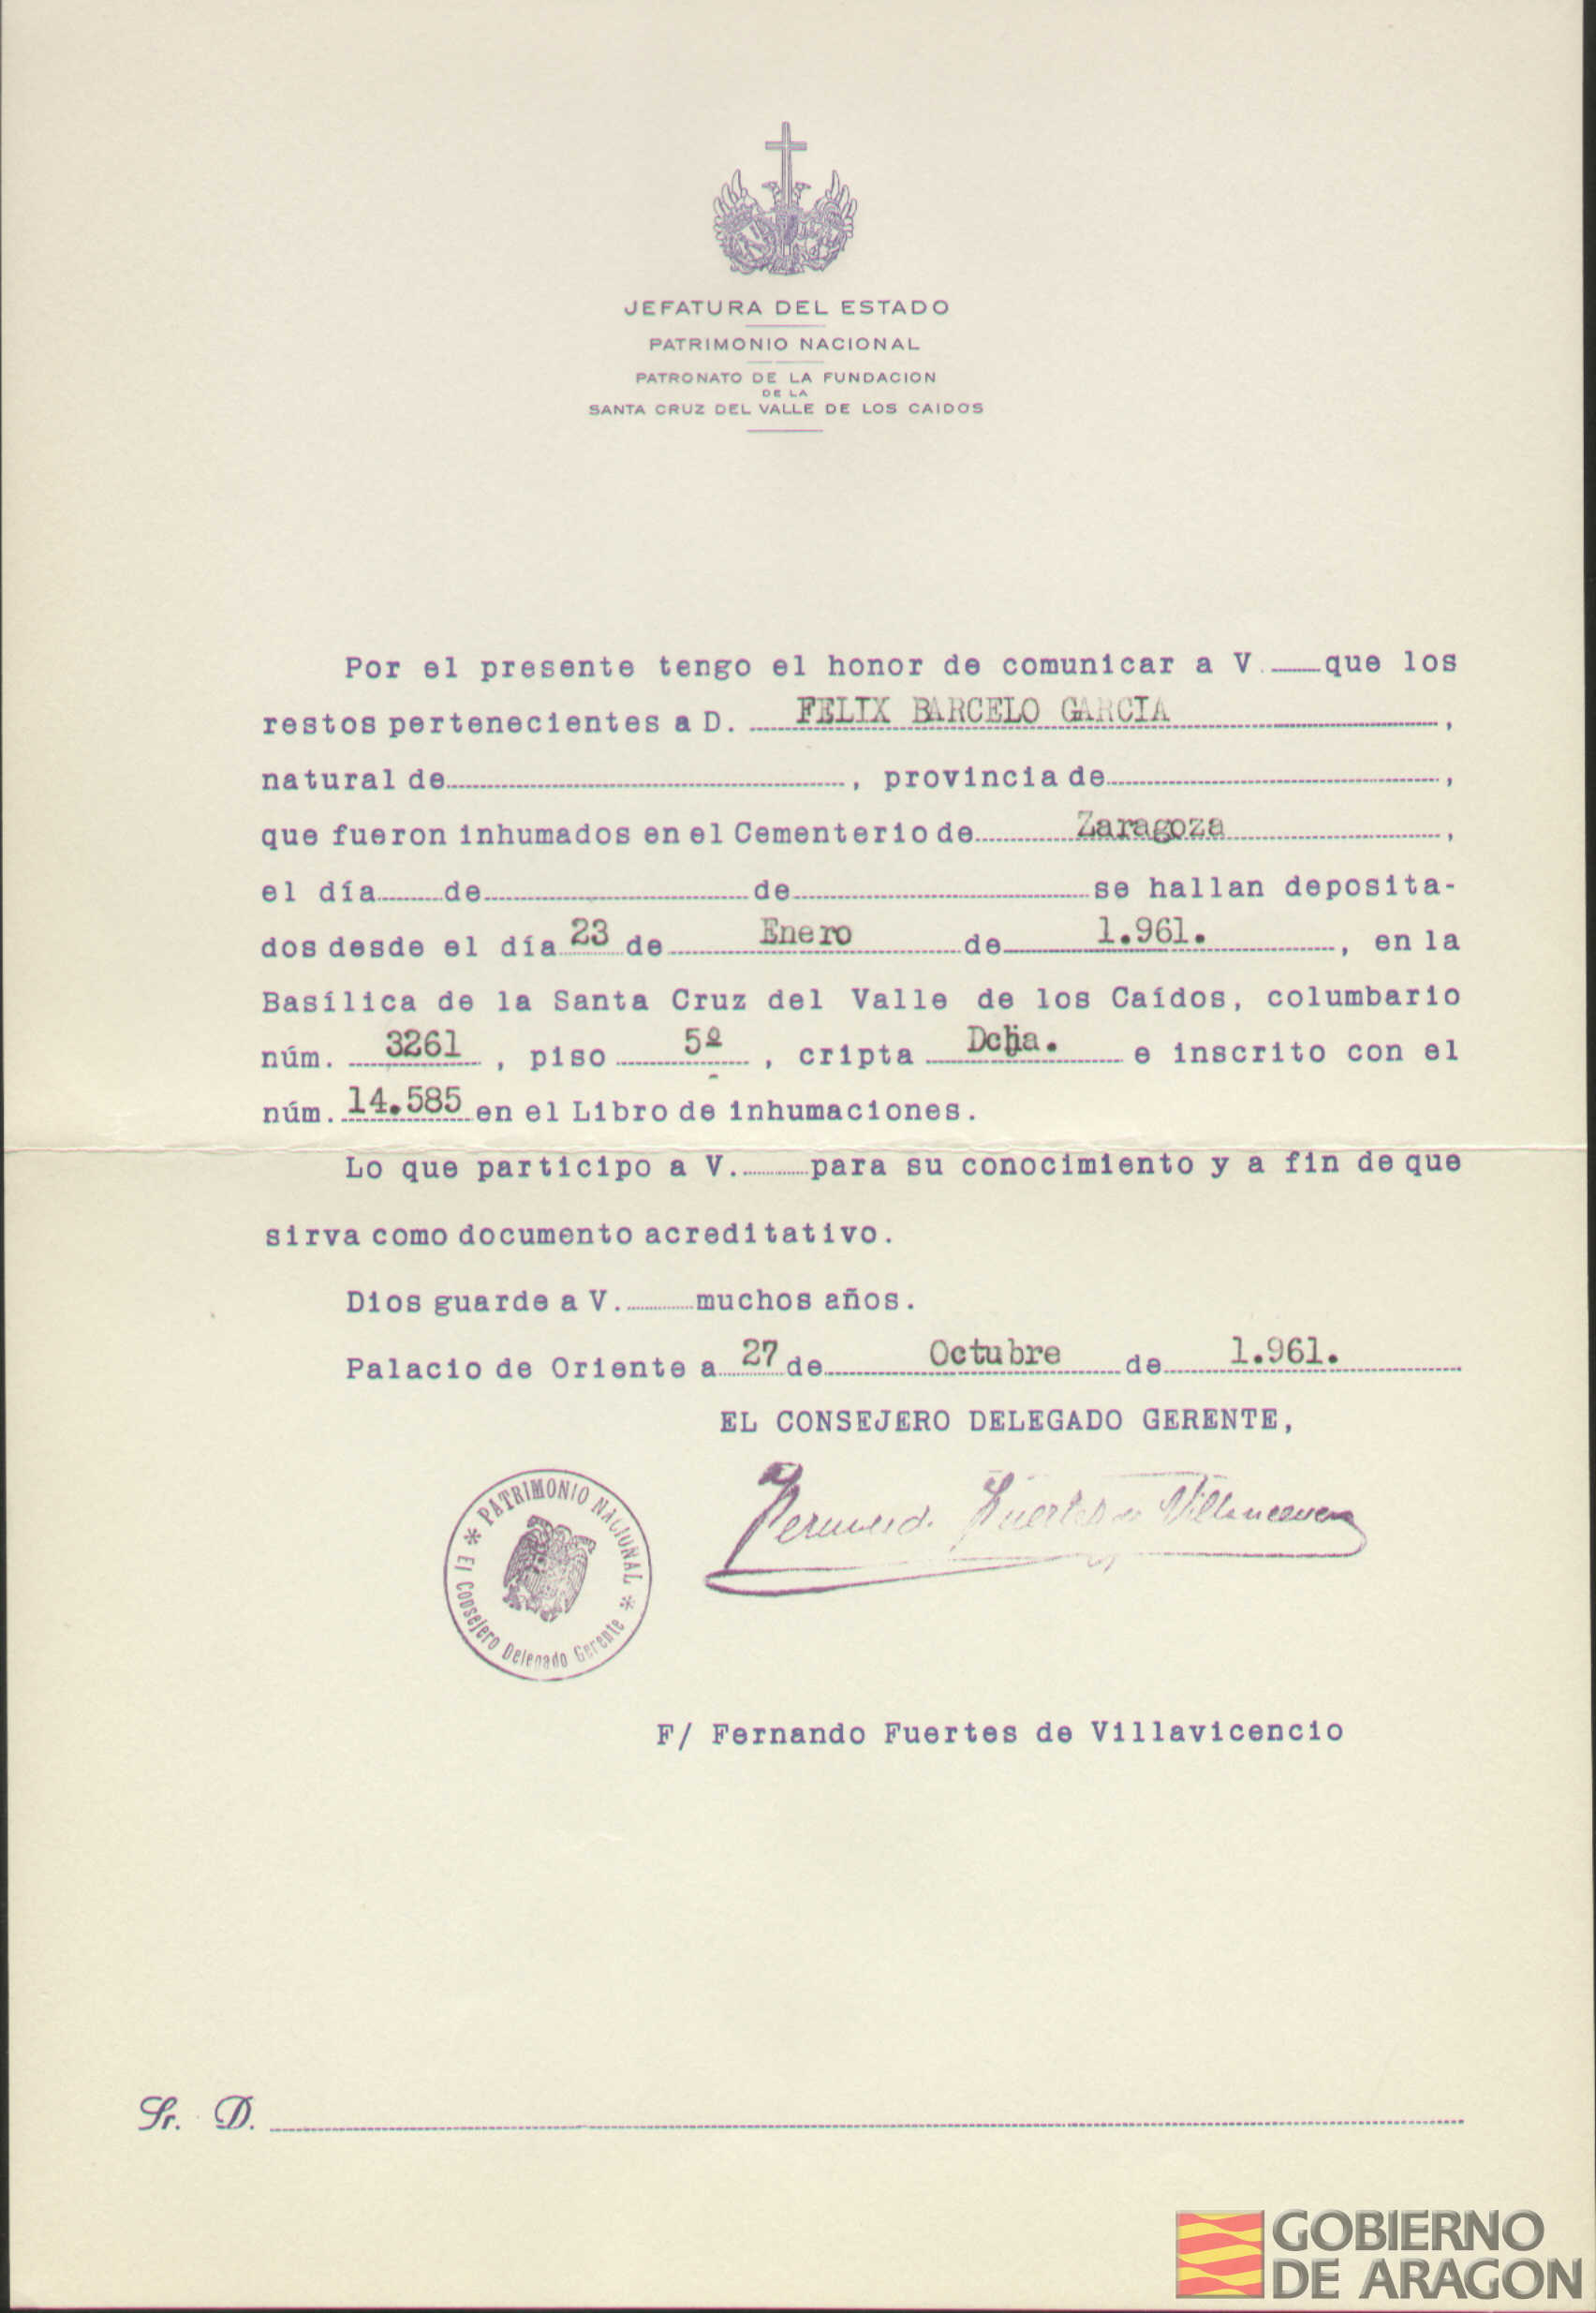 JEFATURA DEL ESTADO
PATRIMONIO NACIONAL
PATRONATO DE LA FUNDACION
DE LA
SANTA CRUZ DEL VALLE DE LOS CAIDOS
Por el presente tengo el honor de comunicar a V. que los
restos pertenecientes a D. FELIX BARCELO GARCIA,
natural de , provincia de ,
que fueron inhumados en el Cementerio de Zaragoza,
el día de de se hallan deposita-
dos desde el día 23 de Enero de 1.961. , en la
Basílica de la Santa Cruz del Valle de los Caídos, columbario
núm. 3261 , piso 5º , cripta Dcha. e inscrito con el
núm. 14.585 en el Libro de inhumaciones.
Lo que participo a V. para su conocimiento y a fin de que
sirva como documento acreditativo.
Dios guarde a V. muchos años.
Palacio de Oriente a 27 de Octubre de 1.961.
EL CONSEJERO DELEGADO GERENTE,
* PATRIMONIO NACIONAL *
El Consejero Delegado Gerente
F/ Fernando Fuertes de Villavicencio
Sr. D.
GOBIERNO
DE ARAGON